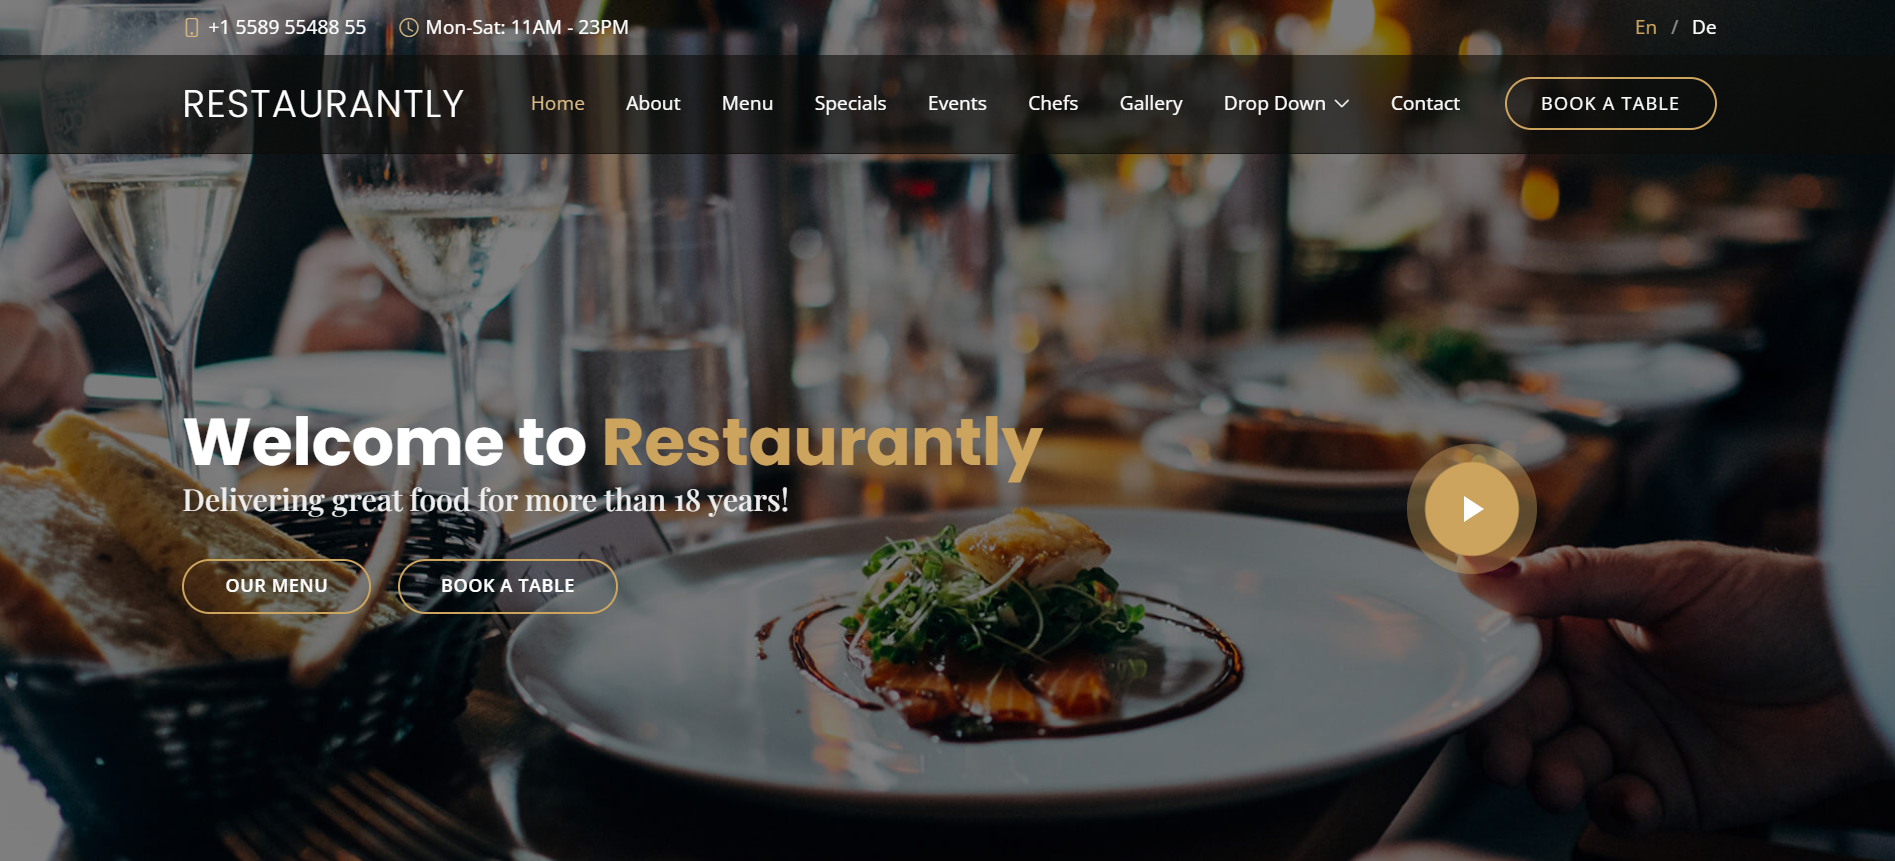 +1 5589 55488 55 Mon-Sat: 11AM - 23PM En / De
RESTAURANTLY Home About Menu Specials Events Chefs Gallery Drop Down Contact BOOK A TABLE
Welcome to Restaurantly
Delivering great food for more than 18 years!
OUR MENU BOOK A TABLE